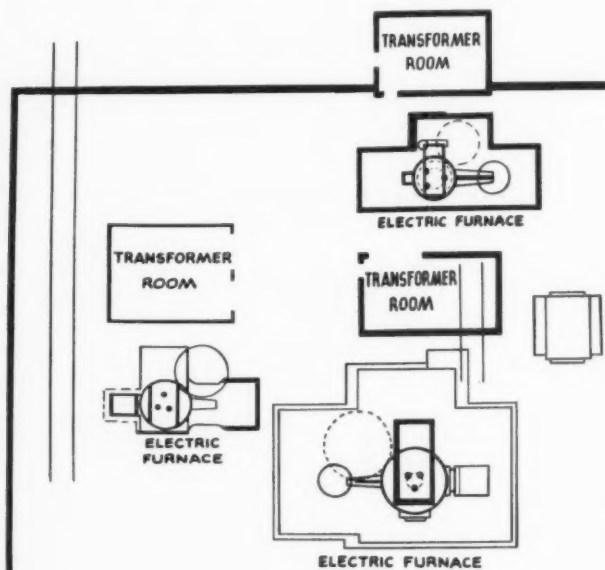 TRANSFORMER
ROOM
ELECTRIC FURNACE
TRANSFORMER
ROOM
TRANSFORMER
ROOM
ELECTRIC
FURNACE
ELECTRIC FURNACE